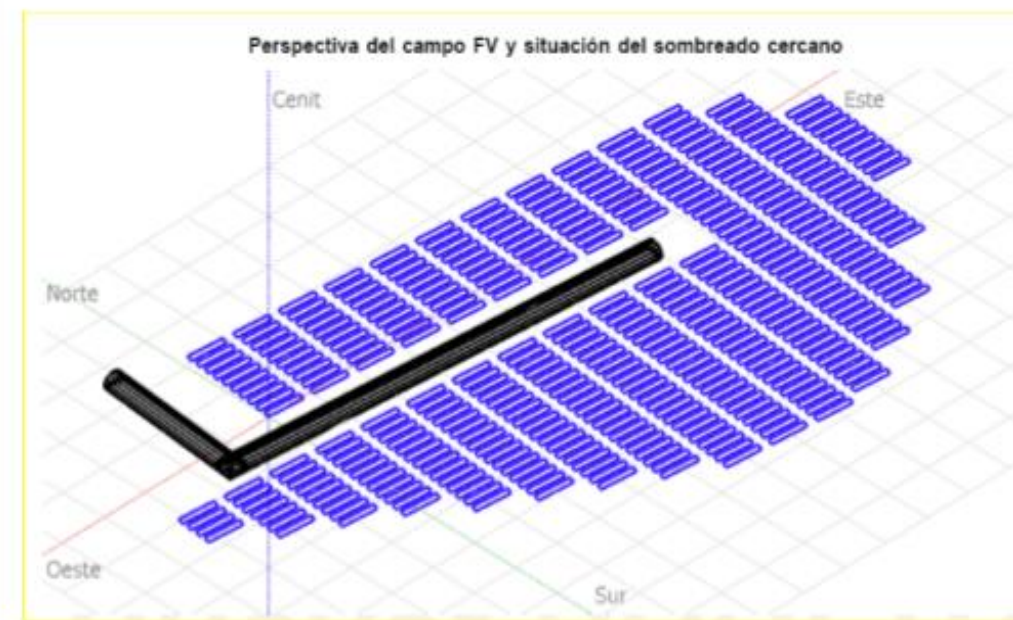 Perspectiva del campo FV y situación del sombreado cercano
Cenit
Este
Norte
Oeste
Sur